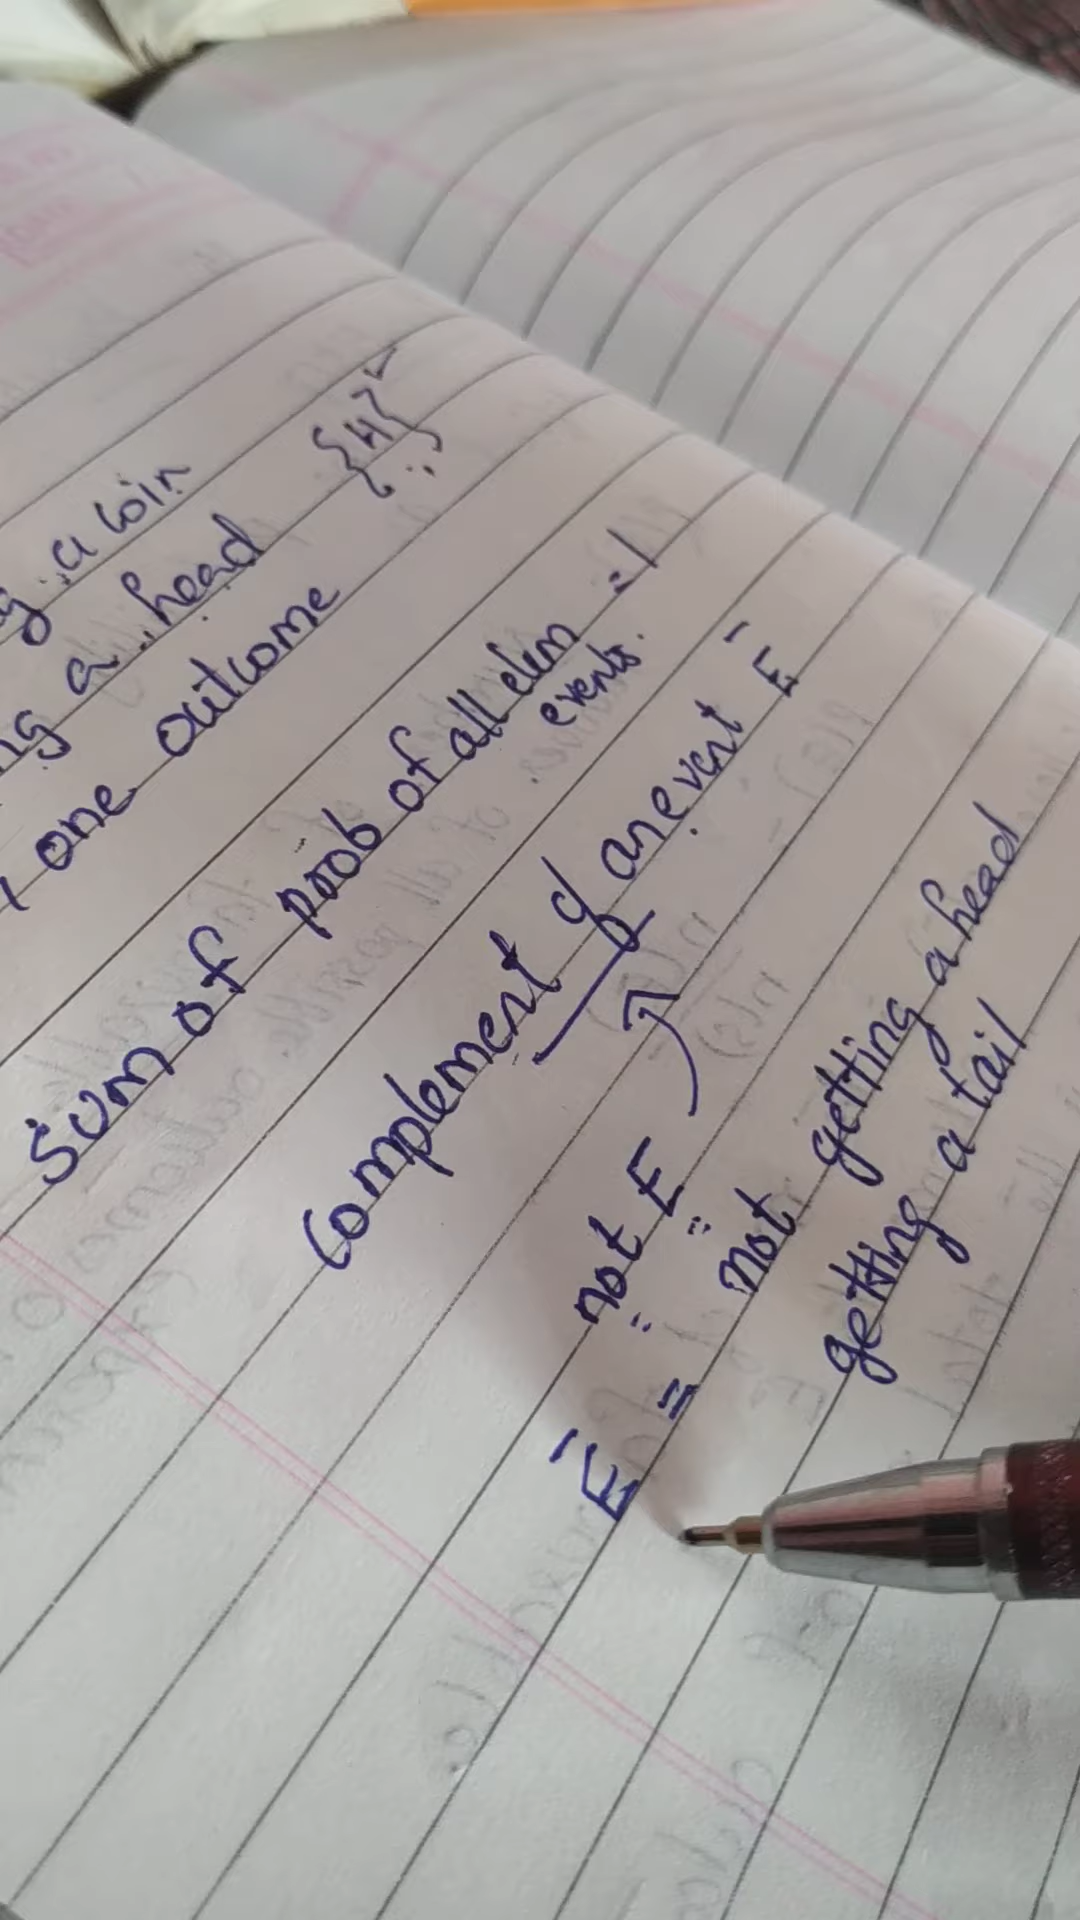 a coin
a head {H}
one outcome
sum of prob of all elem = 1
events.
complement of an event Ē
"not E"
Ē = not getting a head
getting a tail